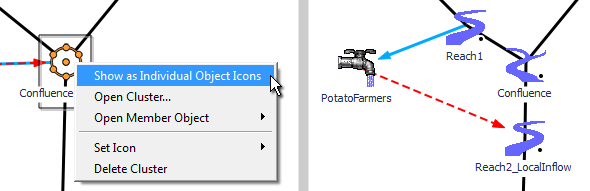 Confluence
Show as Individual Object Icons
Open Cluster...
Open Member Object
Set Icon
Delete Cluster
Reach1
PotatoFarmers
Confluence
Reach2_LocalInflow